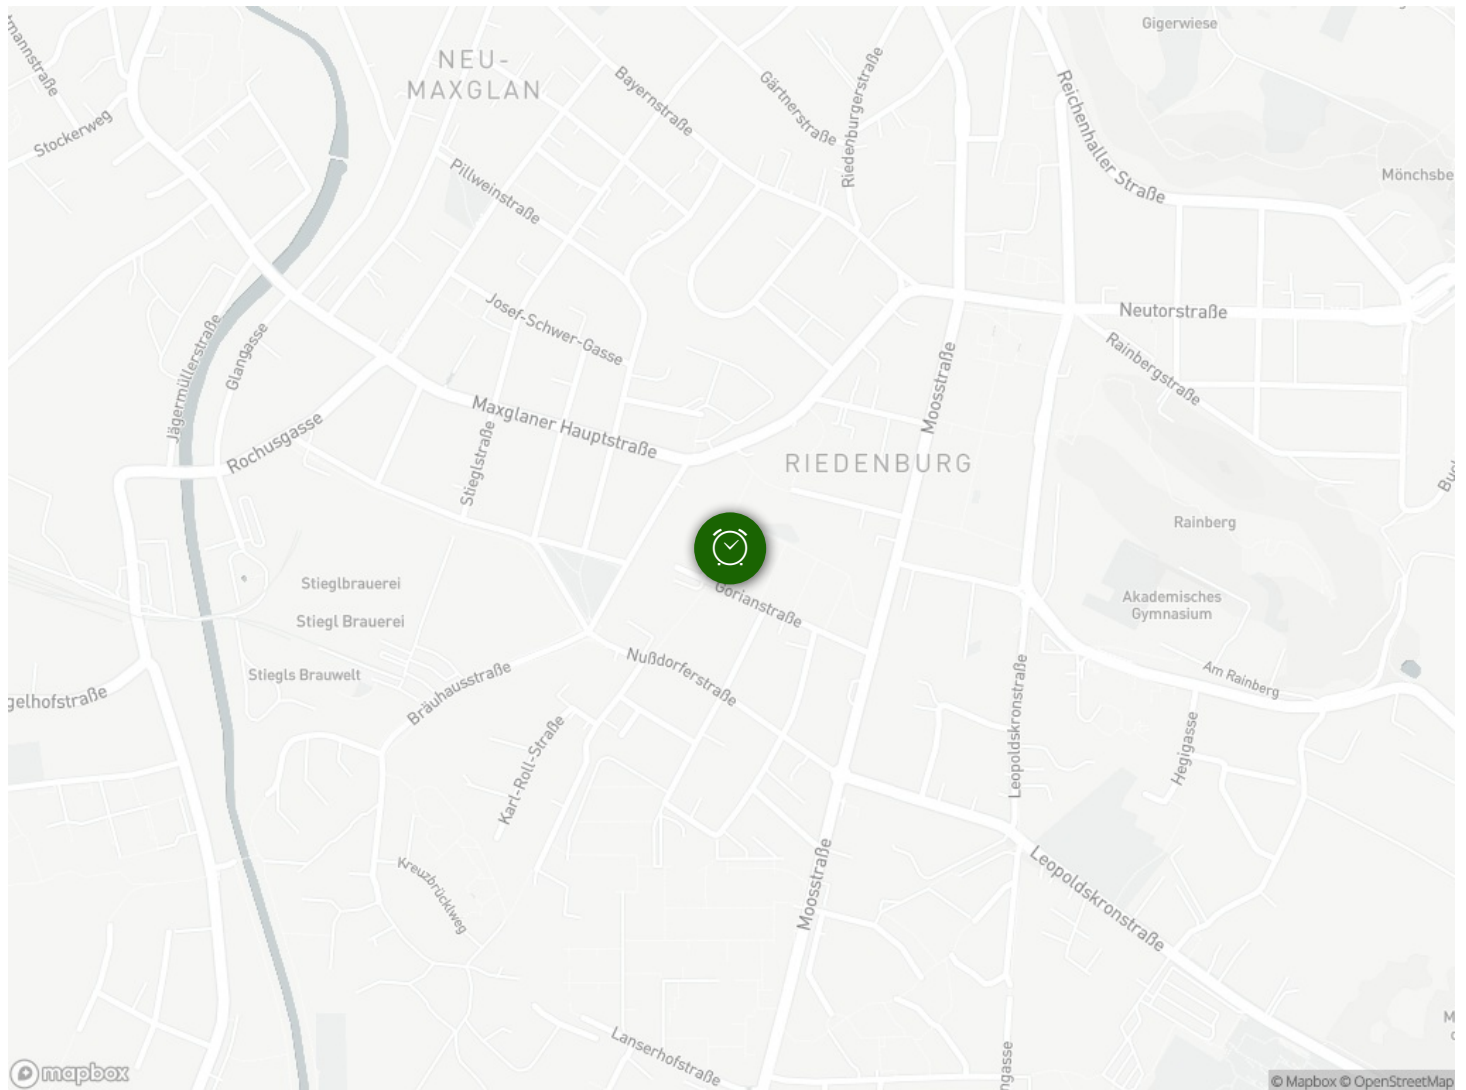 Gigerwiese
NEU-
MAXGLAN
Bayernstraße
Gärtnerstraße
Riedenburgerstraße
Reichenhaller Straße
Stockerweg
Mönchsbe
Pillweinstraße
Josef-Schwer-Gasse
Neutorstraße
Jägermüllerstraße
Glangasse
Moosstraße
Rainbergstraße
Maxglaner Hauptstraße
Rochusgasse
Stieglstraße
RIEDENBURG
Rainberg
Stieglbrauerei
Stiegl Brauerei
Görianstraße
Akademisches
Gymnasium
Stiegls Brauwelt
Nußdorferstraße
Am Rainberg
gelhofstraße
Bräuhausstraße
Leopoldskronstraße
Hegigasse
Karl-Roll-Straße
Kreuzbrücklweg
Moosstraße
Leopoldskronstraße
Lanserhofstraße
mapbox
© Mapbox © OpenStreetMap